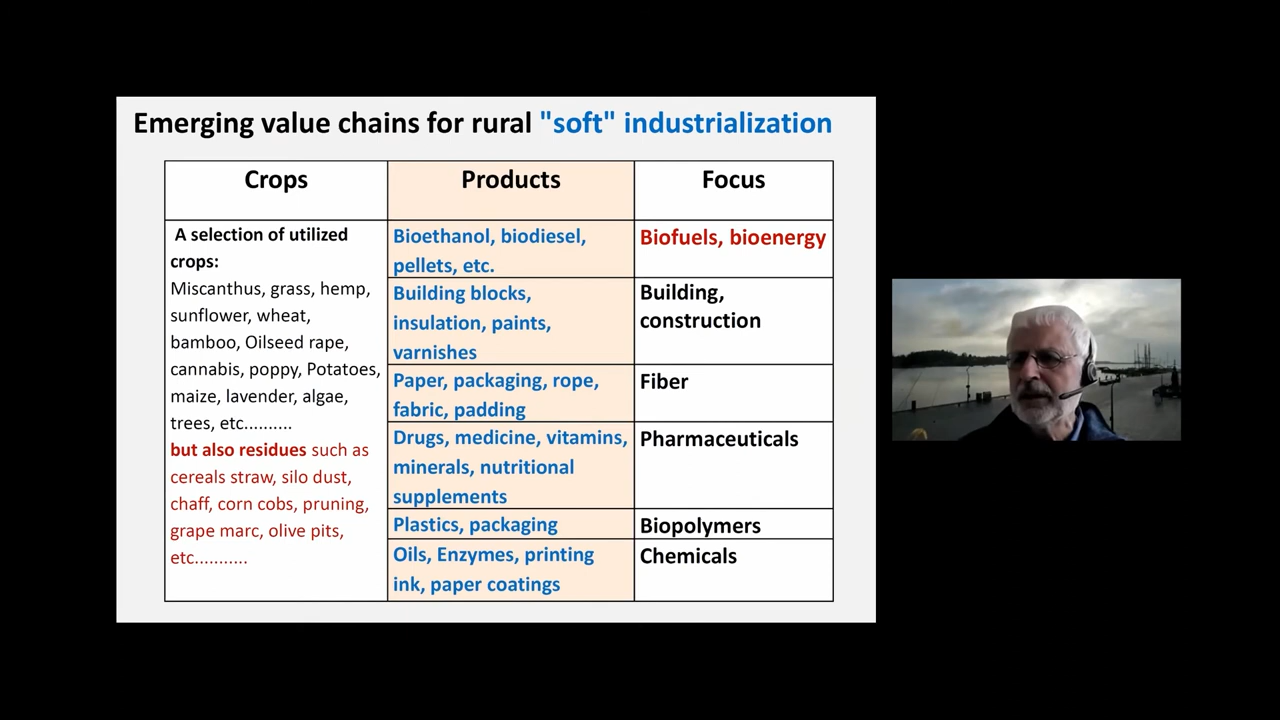 Emerging value chains for rural "soft" industrialization
Crops
Products
Focus
A selection of utilized
crops:
Miscanthus, grass, hemp,
sunflower, wheat,
bamboo, Oilseed rape,
cannabis, poppy, Potatoes,
maize, lavender, algae,
trees, etc..........
but also residues such as
cereals straw, silo dust,
chaff, corn cobs, pruning,
grape marc, olive pits,
etc...........
Bioethanol, biodiesel,
pellets, etc.
Biofuels, bioenergy
Building blocks,
insulation, paints,
varnishes
Building,
construction
Paper, packaging, rope,
fabric, padding
Fiber
Drugs, medicine, vitamins,
minerals, nutritional
supplements
Pharmaceuticals
Plastics, packaging
Biopolymers
Oils, Enzymes, printing
ink, paper coatings
Chemicals